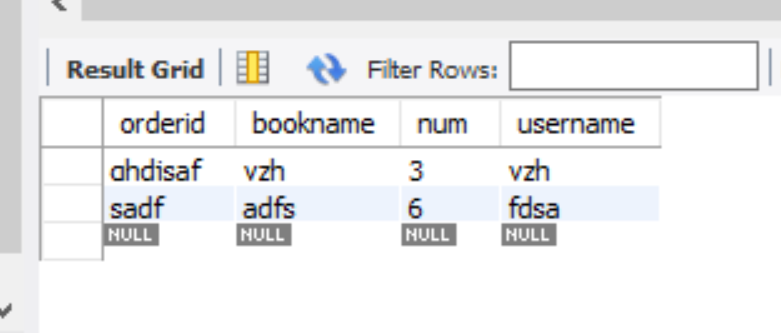 Result Grid Filter Rows:
orderid bookname num username
ahdisaf vzh 3 vzh
sadf adfs 6 fdsa
NULL NULL NULL NULL